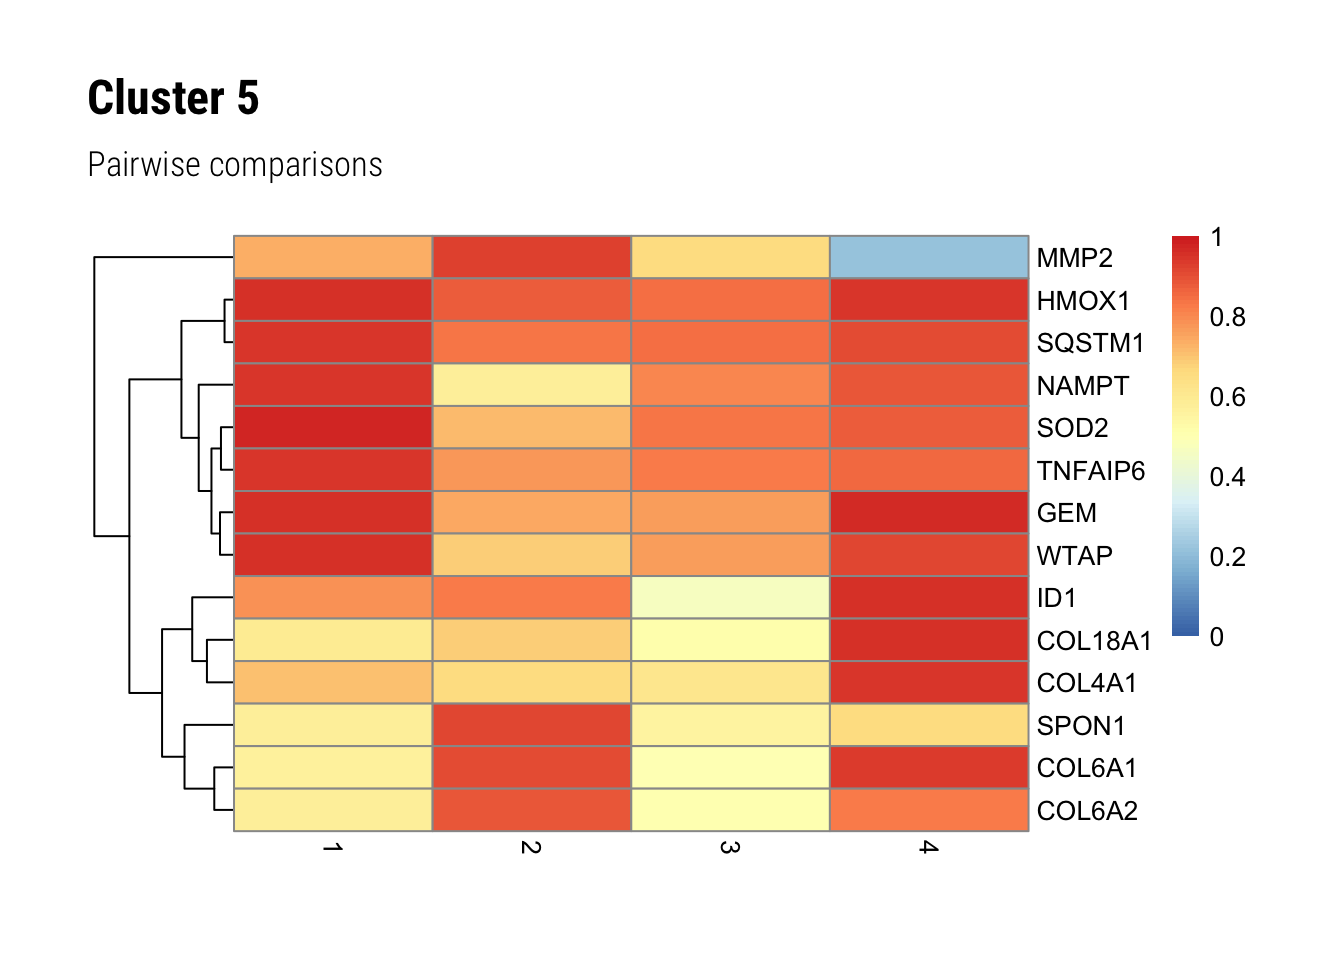 Cluster 5
Pairwise comparisons
MMP2
HMOX1
SQSTM1
NAMPT
SOD2
TNFAIP6
GEM
WTAP
ID1
COL18A1
COL4A1
SPON1
COL6A1
COL6A2
1
0.8
0.6
0.4
0.2
0
1
2
3
4